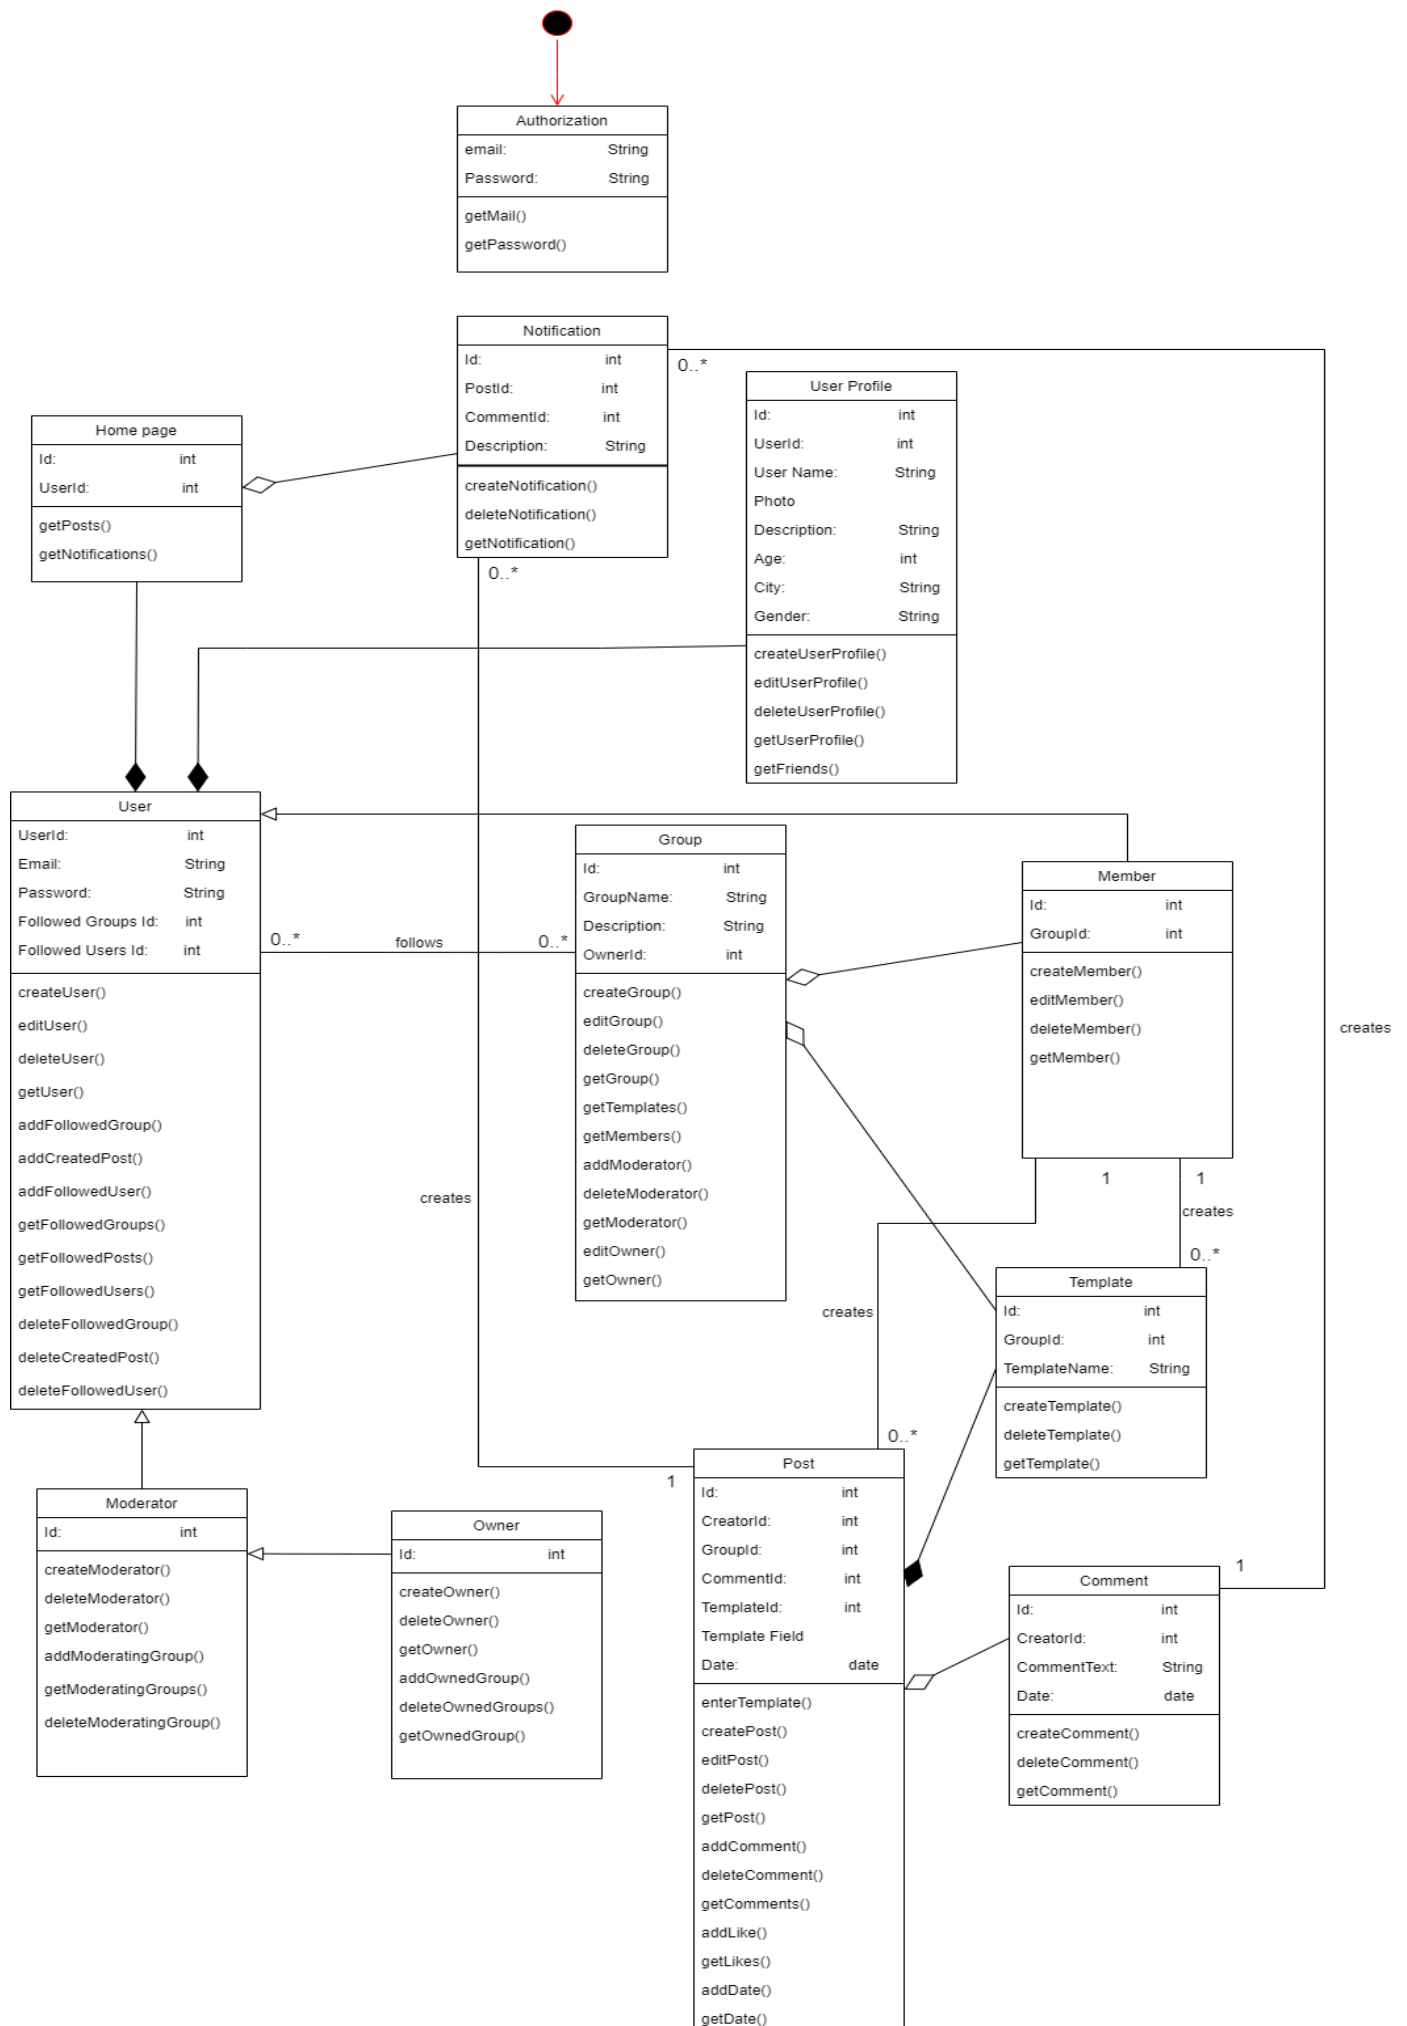 Authorization
email: String
Password: String
getMail()
getPassword()
Notification
Id: int
PostId: int
CommentId: int
Description: String
createNotification()
deleteNotification()
getNotification()
0..*
0..*
User Profile
Id: int
UserId: int
User Name: String
Photo
Description: String
Age: int
City: String
Gender: String
createUserProfile()
editUserProfile()
deleteUserProfile()
getUserProfile()
getFriends()
Home page
Id: int
UserId: int
getPosts()
getNotifications()
User
UserId: int
Email: String
Password: String
Followed Groups Id: int
Followed Users Id: int
createUser()
editUser()
deleteUser()
getUser()
addFollowedGroup()
addCreatedPost()
addFollowedUser()
getFollowedGroups()
getFollowedPosts()
getFollowedUsers()
deleteFollowedGroup()
deleteCreatedPost()
deleteFollowedUser()
0..* follows 0..*
Group
Id: int
GroupName: String
Description: String
OwnerId: int
createGroup()
editGroup()
deleteGroup()
getGroup()
getTemplates()
getMembers()
addModerator()
deleteModerator()
getModerator()
editOwner()
getOwner()
Member
Id: int
GroupId: int
createMember()
editMember()
deleteMember()
getMember()
creates
1 1
creates
creates
0..*
Template
Id: int
GroupId: int
TemplateName: String
createTemplate()
deleteTemplate()
getTemplate()
creates
0..*
1
Moderator
Id: int
createModerator()
deleteModerator()
getModerator()
addModeratingGroup()
getModeratingGroups()
deleteModeratingGroup()
Owner
Id: int
createOwner()
deleteOwner()
getOwner()
addOwnedGroup()
deleteOwnedGroups()
getOwnedGroup()
Post
Id: int
CreatorId: int
GroupId: int
CommentId: int
TemplateId: int
Template Field
Date: date
enterTemplate()
createPost()
editPost()
deletePost()
getPost()
addComment()
deleteComment()
getComments()
addLike()
getLikes()
addDate()
getDate()
1
Comment
Id: int
CreatorId: int
CommentText: String
Date: date
createComment()
deleteComment()
getComment()